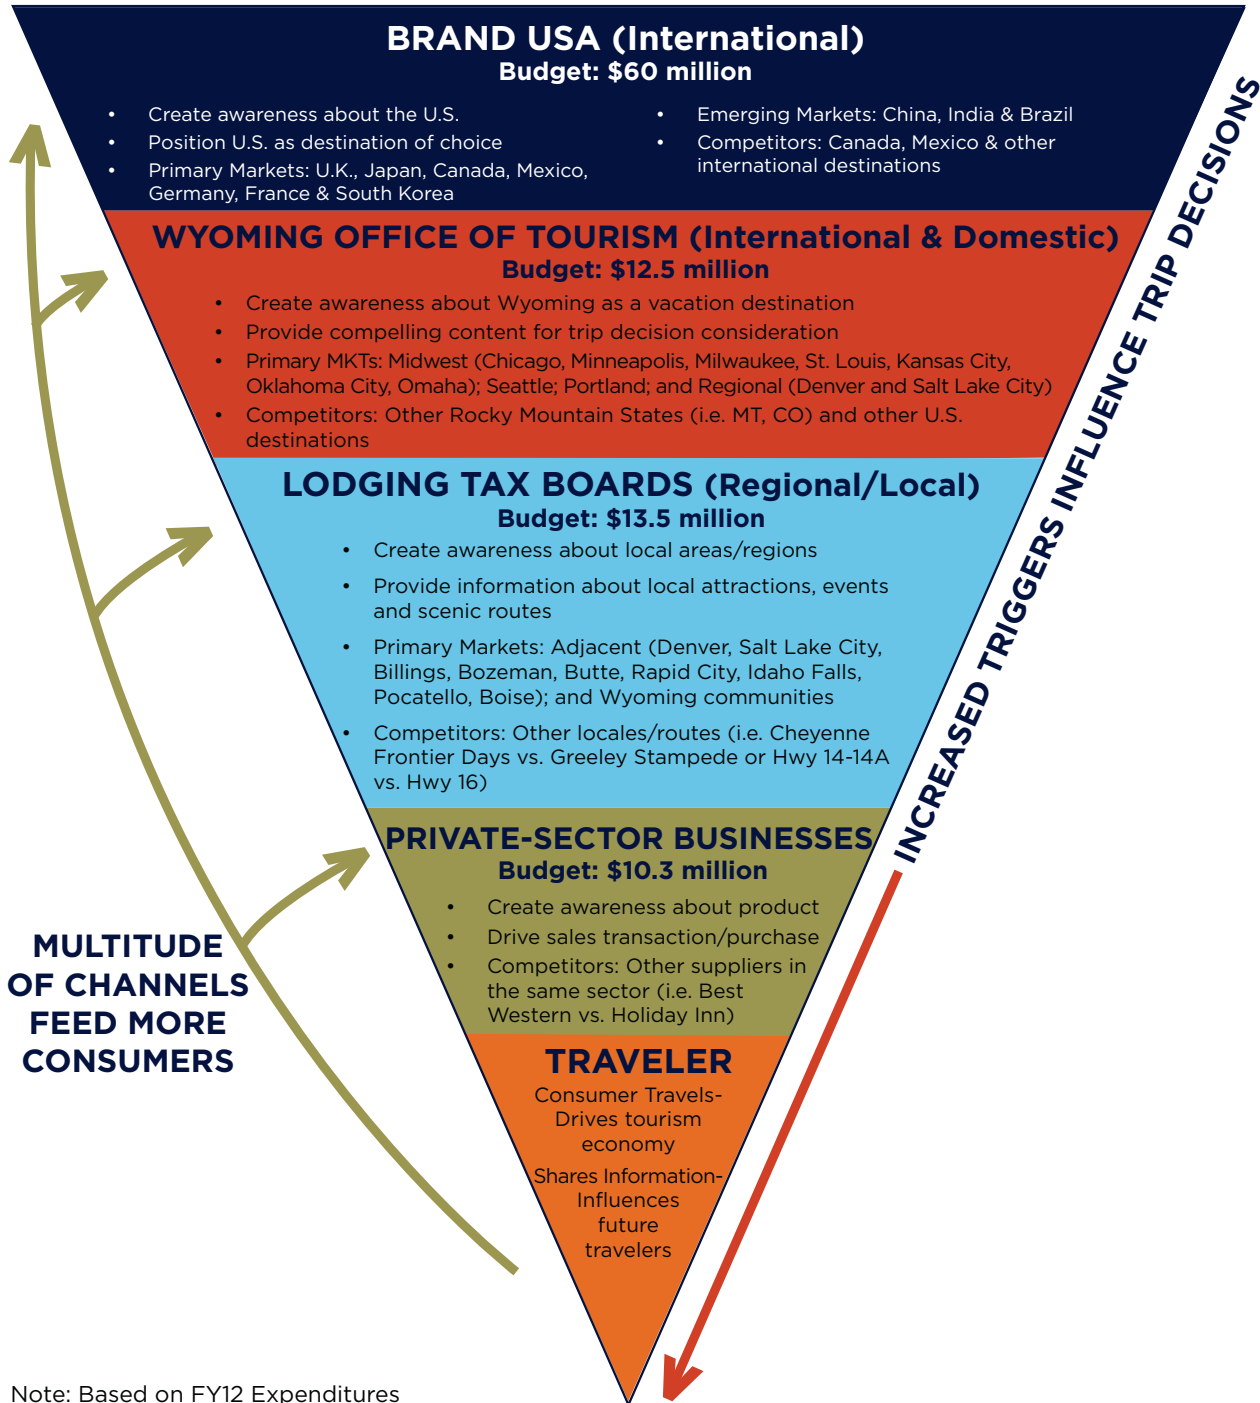 BRAND USA (International)
Budget: $60 million
• Create awareness about the U.S.
• Position U.S. as destination of choice
• Primary Markets: U.K., Japan, Canada, Mexico,
Germany, France & South Korea
• Emerging Markets: China, India & Brazil
• Competitors: Canada, Mexico & other
international destinations
WYOMING OFFICE OF TOURISM (International & Domestic)
Budget: $12.5 million
• Create awareness about Wyoming as a vacation destination
• Provide compelling content for trip decision consideration
• Primary MKTs: Midwest (Chicago, Minneapolis, Milwaukee, St. Louis, Kansas City,
Oklahoma City, Omaha); Seattle; Portland; and Regional (Denver and Salt Lake City)
• Competitors: Other Rocky Mountain States (i.e. MT, CO) and other U.S.
destinations
LODGING TAX BOARDS (Regional/Local)
Budget: $13.5 million
• Create awareness about local areas/regions
• Provide information about local attractions, events
and scenic routes
• Primary Markets: Adjacent (Denver, Salt Lake City,
Billings, Bozeman, Butte, Rapid City, Idaho Falls,
Pocatello, Boise); and Wyoming communities
• Competitors: Other locales/routes (i.e. Cheyenne
Frontier Days vs. Greeley Stampede or Hwy 14-14A
vs. Hwy 16)
PRIVATE-SECTOR BUSINESSES
Budget: $10.3 million
• Create awareness about product
• Drive sales transaction/purchase
• Competitors: Other suppliers in
the same sector (i.e. Best
Western vs. Holiday Inn)
TRAVELER
Consumer Travels-
Drives tourism
economy
Shares Information-
Influences
future
travelers
INCREASED TRIGGERS INFLUENCE TRIP DECISIONS
MULTITUDE
OF CHANNELS
FEED MORE
CONSUMERS
Note: Based on FY12 Expenditures